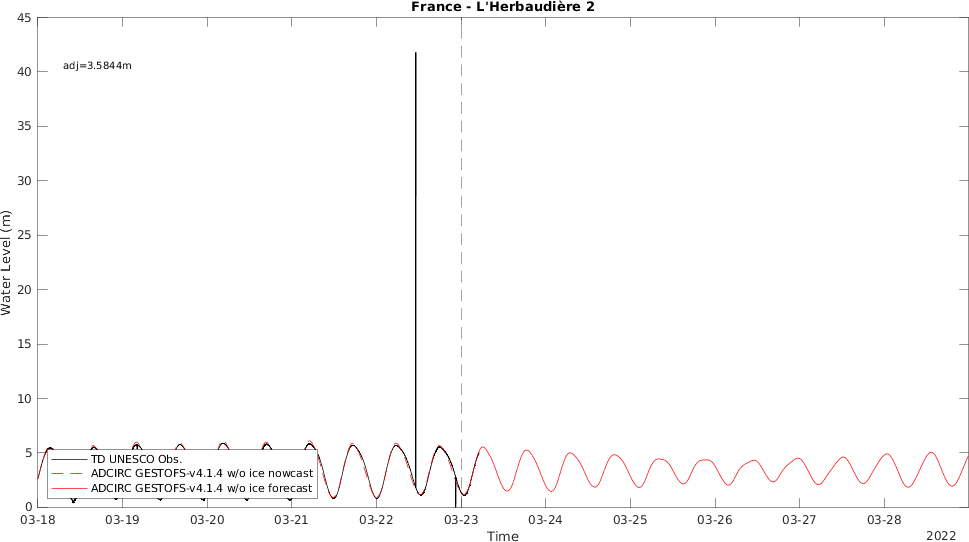 France - L'Herbaudière 2
adj=3.5844m
Water Level (m)
45
40
35
30
25
20
15
10
5
0
TD UNESCO Obs.
ADCIRC GESTOFS-v4.1.4 w/o ice nowcast
ADCIRC GESTOFS-v4.1.4 w/o ice forecast
03-18 03-19 03-20 03-21 03-22 03-23 03-24 03-25 03-26 03-27 03-28
Time
2022